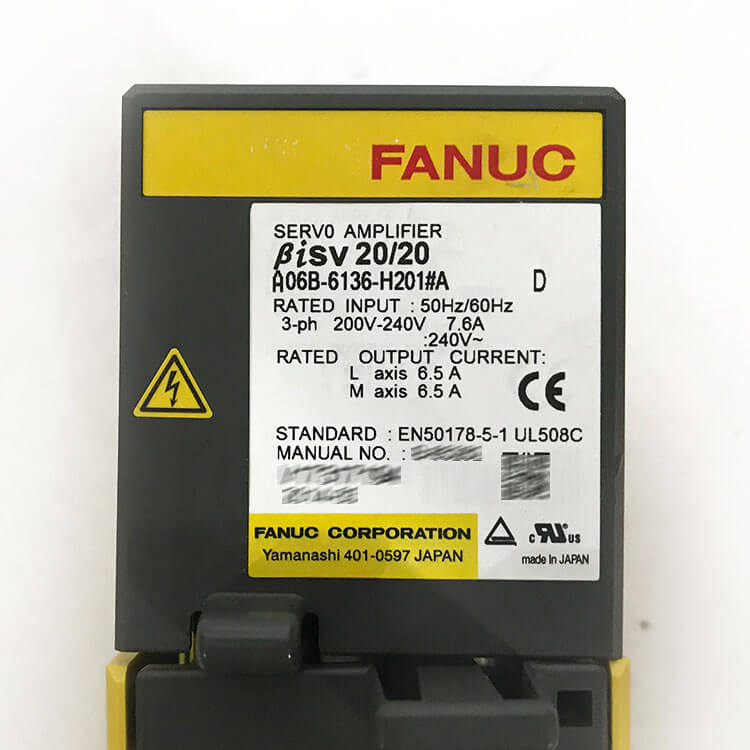 FANUC
SERVO AMPLIFIER
βiSV 20/20
A06B-6136-H201#A D
RATED INPUT : 50Hz/60Hz
3-ph 200V-240V 7.6A
:240V~
RATED OUTPUT CURRENT:
L axis 6.5 A
M axis 6.5 A
CE
STANDARD : EN50178-5-1 UL508C
MANUAL NO. :
FANUC CORPORATION
Yamanashi 401-0597 JAPAN
c RU us
made in JAPAN